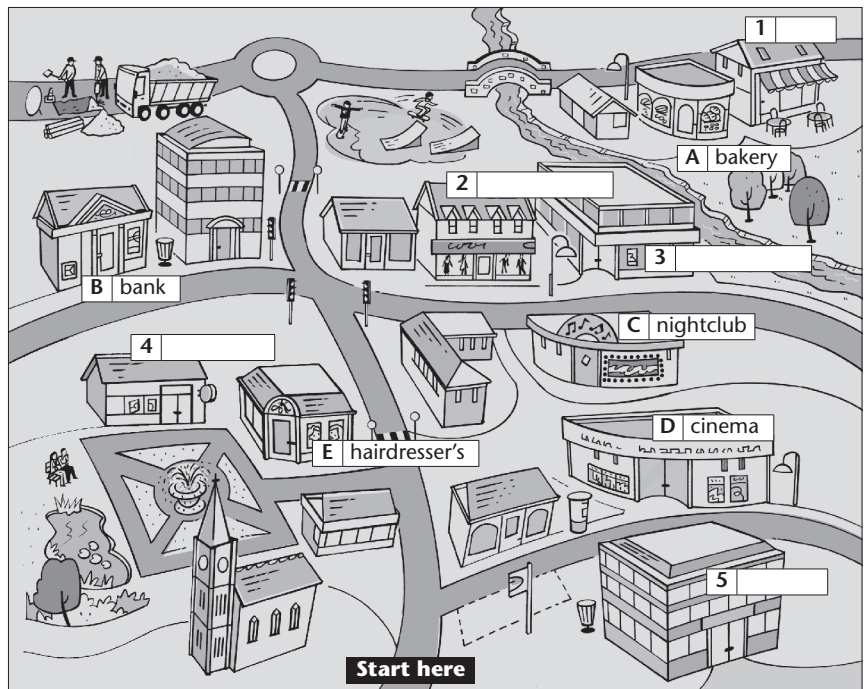 1
A bakery
2
3
B bank
C nightclub
4
D cinema
E hairdresser's
5
Start here